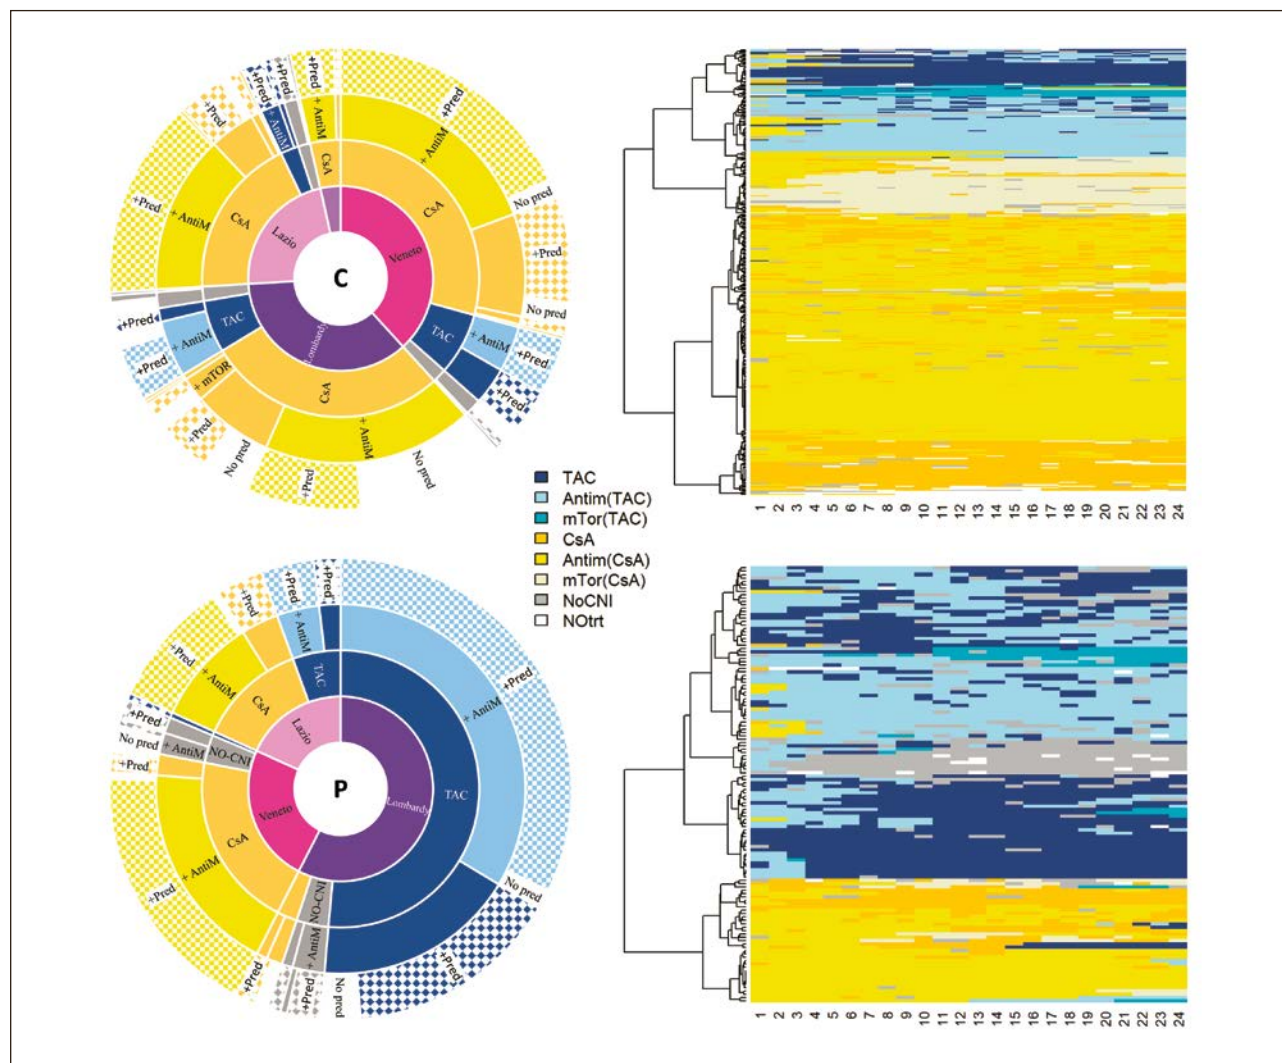 +Pred
+Pred
+Pred
+Pred
+Pred
+Pred
+ AntiM
+ AntiM
+ AntiM
+ AntiM
CsA
CsA
CsA
Lazio
Veneto
C
Lombardy
No pred
+Pred
No pred
+Pred
TAC
+ AntiM
+Pred
+Pred
+Pred
TAC
+ AntiM
+Pred
+ mTOR
CsA
+ AntiM
+Pred
No pred
+Pred
No pred
1 2 3 4 5 6 7 8 9 10 11 12 13 14 15 16 17 18 19 20 21 22 23 24
TAC
Antim(TAC)
mTor(TAC)
CsA
Antim(CsA)
mTor(CsA)
NoCNI
NOtrt
+Pred
+Pred
+Pred
+Pred
+ AntiM
+ AntiM
TAC
CsA
Lazio
Lombardy
TAC
+ AntiM
+Pred
P
Veneto
+Pred
No pred
+ AntiM
NO-CNI
+Pred
CsA
+ AntiM
+Pred
No pred
NO-CNI
+ AntiM
+Pred
+Pred
No pred
+Pred
1 2 3 4 5 6 7 8 9 10 11 12 13 14 15 16 17 18 19 20 21 22 23 24